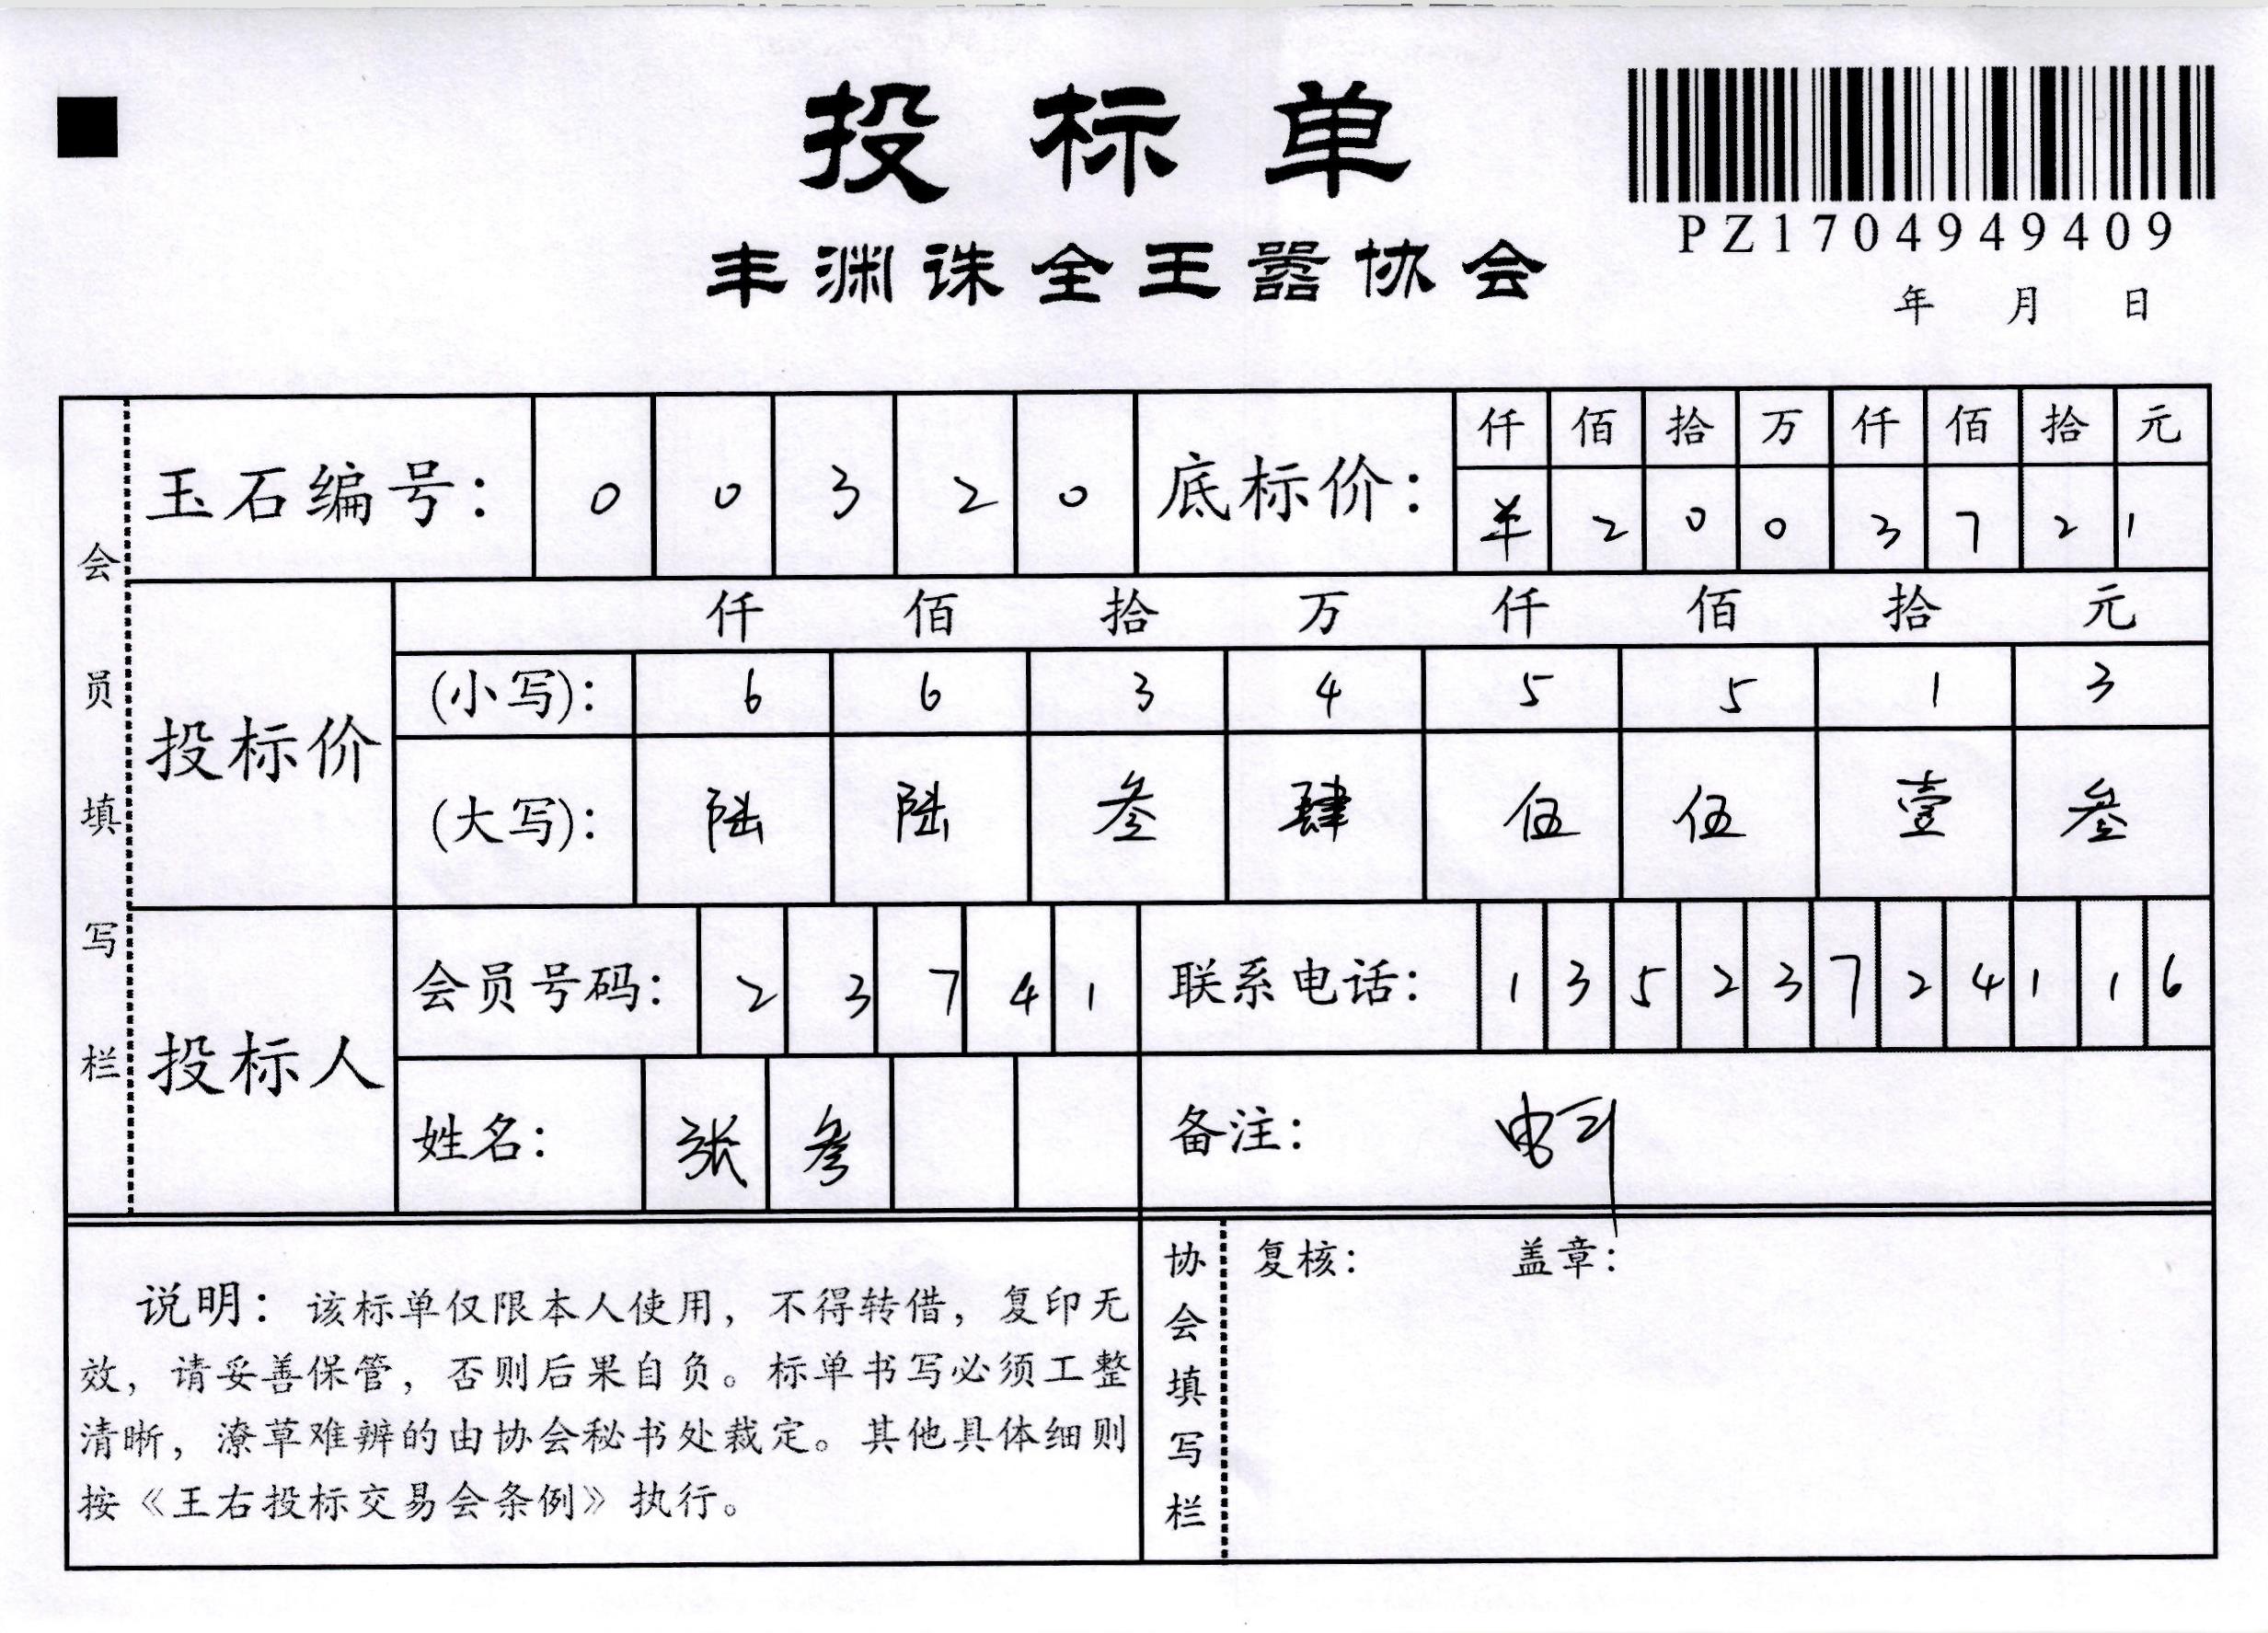 投标单
PZ1704949409
丰渊诛全王嚣协会
年 月 日
会员填写栏
玉石编号： 0 0 3 2 0 底标价： 仟 佰 拾 万 仟 佰 拾 元
¥ 2 0 0 3 7 2 1
投标价
仟 佰 拾 万 仟 佰 拾 元
(小写)： 6 6 3 4 5 5 1 3
(大写)： 陆 陆 叁 肆 伍 伍 壹 叁
投标人
会员号码： 2 3 7 4 1 联系电话： 1 3 5 2 3 7 2 4 1 1 6
姓名： 张 参 备注：
说明：该标单仅限本人使用，不得转借，复印无
效，请妥善保管，否则后果自负。标单书写必须工整
清晰，潦草难辨的由协会秘书处裁定。其他具体细则
按《王右投标交易会条例》执行。
协会填写栏
复核： 盖章：